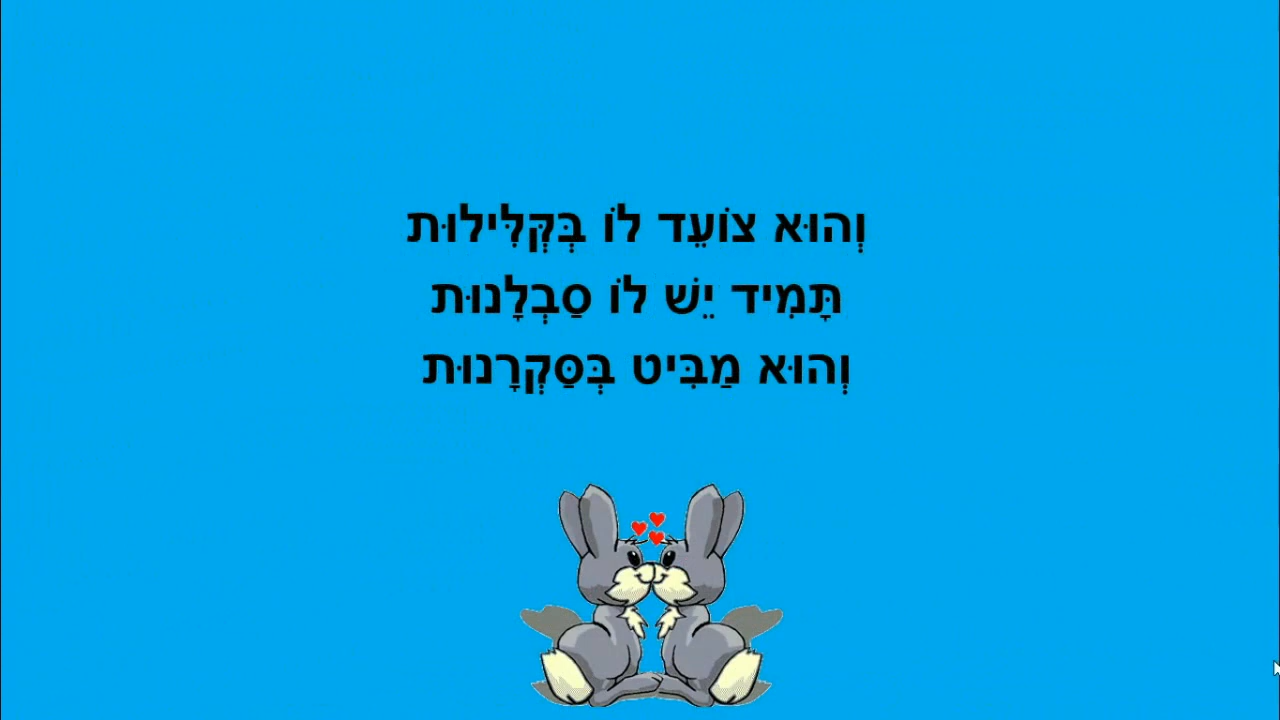 וְהוּא צוֹעֵד לוֹ בְּקְּלִּילוּת
תָּמִיד יֵשׁ לוֹ סַבְלָנוּת
וְהוּא מַבִּיט בְּסַּקְרָנוּת